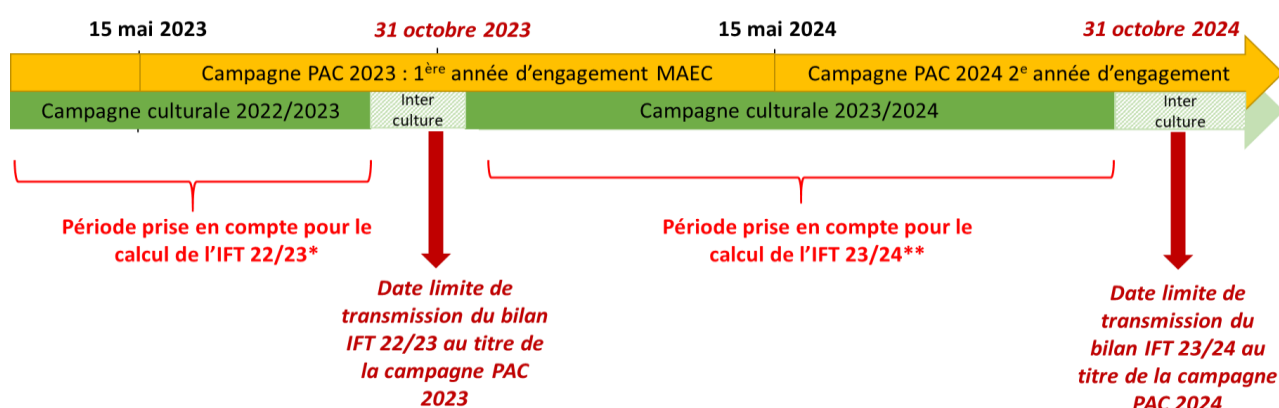 15 mai 2023
31 octobre 2023
15 mai 2024
31 octobre 2024
Campagne PAC 2023 : 1ère année d’engagement MAEC
Campagne PAC 2024 2e année d’engagement
Campagne culturale 2022/2023
Inter
culture
Campagne culturale 2023/2024
Inter
culture
Période prise en compte pour le
calcul de l’IFT 22/23*
Période prise en compte pour le
calcul de l’IFT 23/24**
Date limite de
transmission du bilan
IFT 22/23 au titre de
la campagne PAC
2023
Date limite de
transmission du
bilan IFT 23/24 au
titre de la campagne
PAC 2024